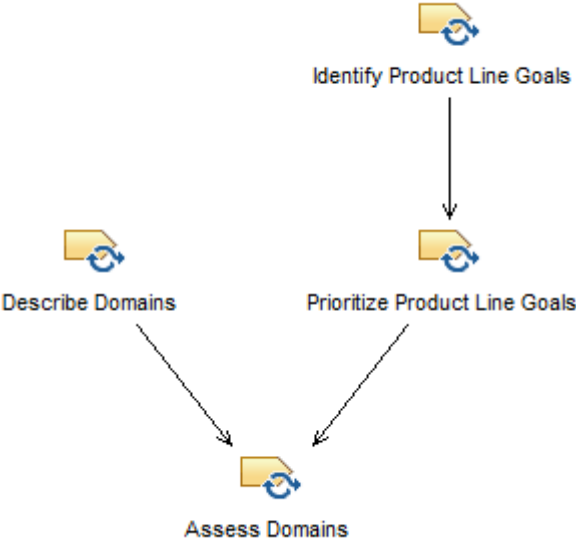 Identify Product Line Goals
Describe Domains
Prioritize Product Line Goals
Assess Domains